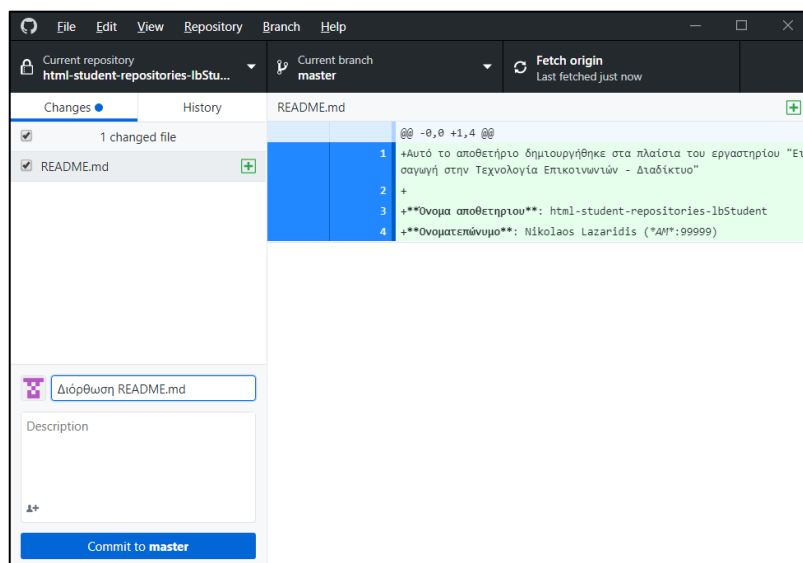 File Edit View Repository Branch Help
Current repository
html-student-repositories-lbStu...
Current branch
master
Fetch origin
Last fetched just now
Changes History
1 changed file
README.md
Διόρθωση README.md
Description
Commit to master
README.md
@@ -0,0 +1,4 @@
1 +Αυτό το αποθετήριο δημιουργήθηκε στα πλαίσια του εργαστηρίου "Ει
σαγωγή στην Τεχνολογία Επικοινωνιών - Διαδίκτυο"
2 +
3 +**Όνομα αποθετηριου**: html-student-repositories-lbStudent
4 +**Ονοματεπώνυμο**: Nikolaos Lazaridis (*ΑΜ*:99999)